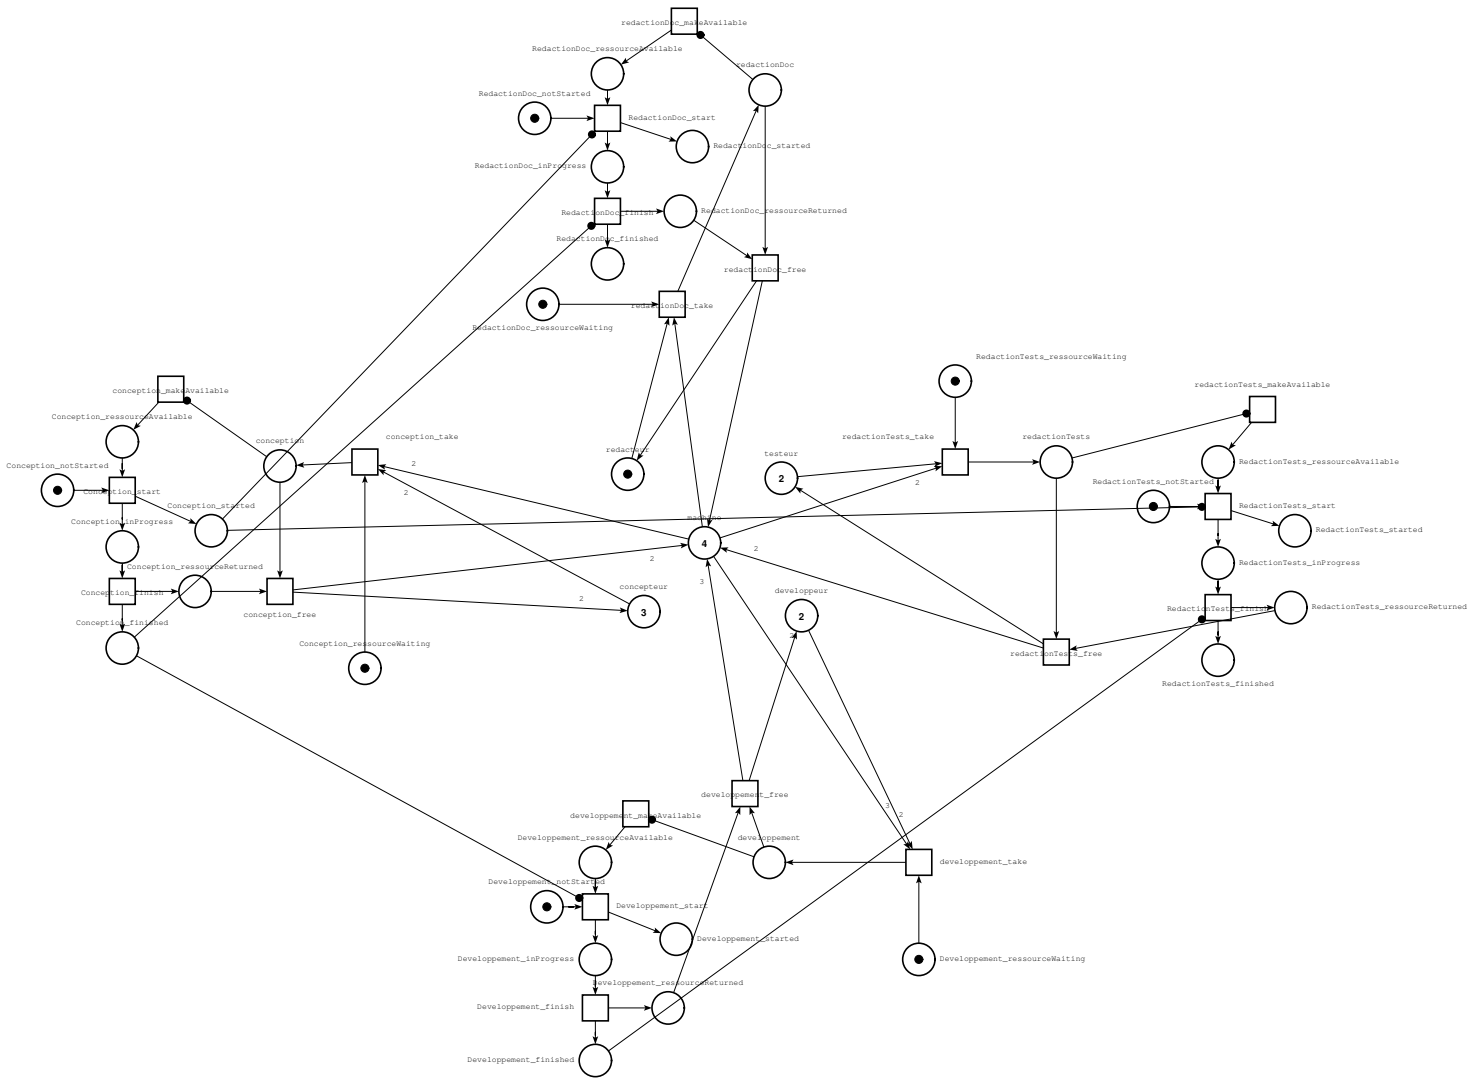 redactionDoc_makeAvailable
RedactionDoc_ressourceAvailable
redactionDoc
RedactionDoc_notStarted
RedactionDoc_start
RedactionDoc_started
RedactionDoc_inProgress
RedactionDoc_finish
RedactionDoc_ressourceReturned
RedactionDoc_finished
redactionDoc_free
redactionDoc_take
RedactionDoc_ressourceWaiting
RedactionTests_ressourceWaiting
redactionTests_makeAvailable
conception_makeAvailable
Conception_ressourceAvailable
conception
conception_take
redactionTests_take
redactionTests
redacteur
testeur
2
2
2
2
RedactionTests_ressourceAvailable
Conception_notStarted
RedactionTests_notStarted
Conception_start
Conception_started
RedactionTests_start
machine
4
RedactionTests_started
Conception_inProgress
2
2
RedactionTests_inProgress
Conception_ressourceReturned
3
Conception_finish
concepteur
developpeur
2
3
2
conception_free
RedactionTests_finish
RedactionTests_ressourceReturned
Conception_finished
2
Conception_ressourceWaiting
redactionTests_free
RedactionTests_finished
developpement_free
3
2
developpement_makeAvailable
Developpement_ressourceAvailable
developpement
developpement_take
Developpement_notStarted
Developpement_start
Developpement_started
Developpement_inProgress
Developpement_ressourceWaiting
Developpement_ressourceReturned
Developpement_finish
Developpement_finished